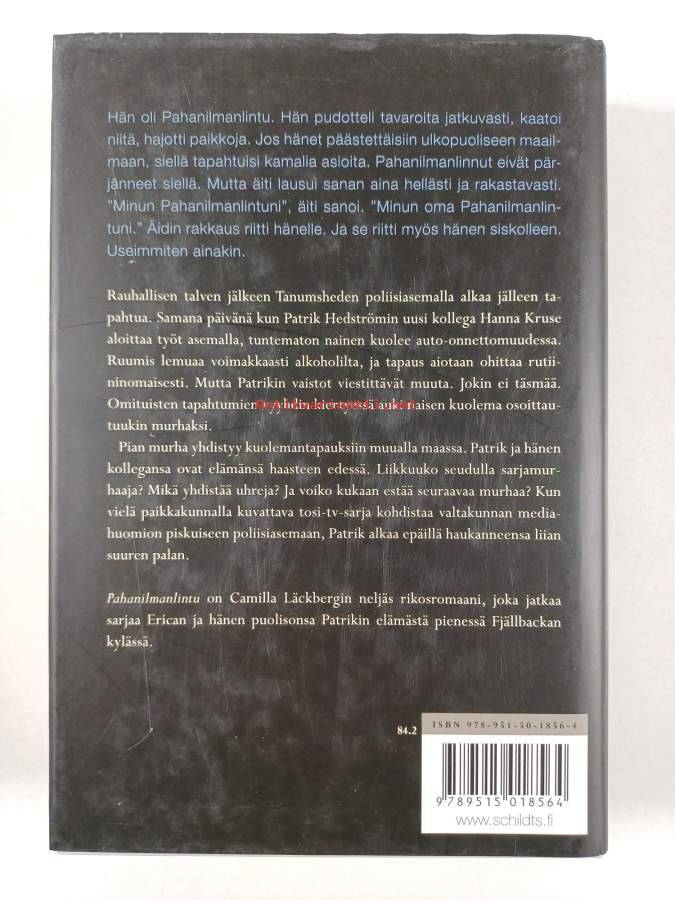 Hän oli Pahanilmanlintu. Hän pudotteli tavaroita jatkuvasti, kaatoi
niitä, hajotti paikkoja. Jos hänet päästettäisiin ulkopuoliseen maail-
maan, siellä tapahtuisi kamalia asioita. Pahanilmanlinnut eivät pär-
jänneet siellä. Mutta äiti lausui sanan aina hellästi ja rakastavasti.
"Minun Pahanilmanlintuni", äiti sanoi. "Minun oma Pahanilmanlin-
tuni." Äidin rakkaus riitti hänelle. Ja se riitti myös hänen siskolleen.
Useimmiten ainakin.
Rauhallisen talven jälkeen Tanumsheden poliisiasemalla alkaa jälleen ta-
pahtua. Samana päivänä kun Patrik Hedströmin uusi kollega Hanna Kruse
aloittaa työt asemalla, tuntematon nainen kuolee auto-onnettomuudessa.
Ruumis lemuaa voimakkaasti alkoholilta, ja tapaus aiotaan ohittaa rutii-
ninomaisesti. Mutta Patrikin vaistot viestittävät muuta. Jokin ei täsmää.
Omituisten tapahtumien kuolema osoittau-
tuukin murhaksi.
Pian murha yhdistyy kuolemantapauksiin muualla maassa. Patrik ja hänen
kollegansa ovat elämänsä haasteen edessä. Liikkuuko seudulla sarjamur-
haaja? Mikä yhdistää uhreja? Ja voiko kukaan estää seuraavaa murhaa? Kun
vielä paikkakunnalla kuvattava tosi-tv-sarja kohdistaa valtakunnan media-
huomion piskuiseen poliisiasemaan, Patrik alkaa epäillä haukanneensa liian
suuren palan.
Pahanilmanlintu on Camilla Läckbergin neljäs rikosromaani, joka jatkaa
sarjaa Erican ja hänen puolisonsa Patrikin elämästä pienessä Fjällbackan
kylässä.
84.2
ISBN 978-951-50-1856-4
9 789515 018564
www.schildts.fi